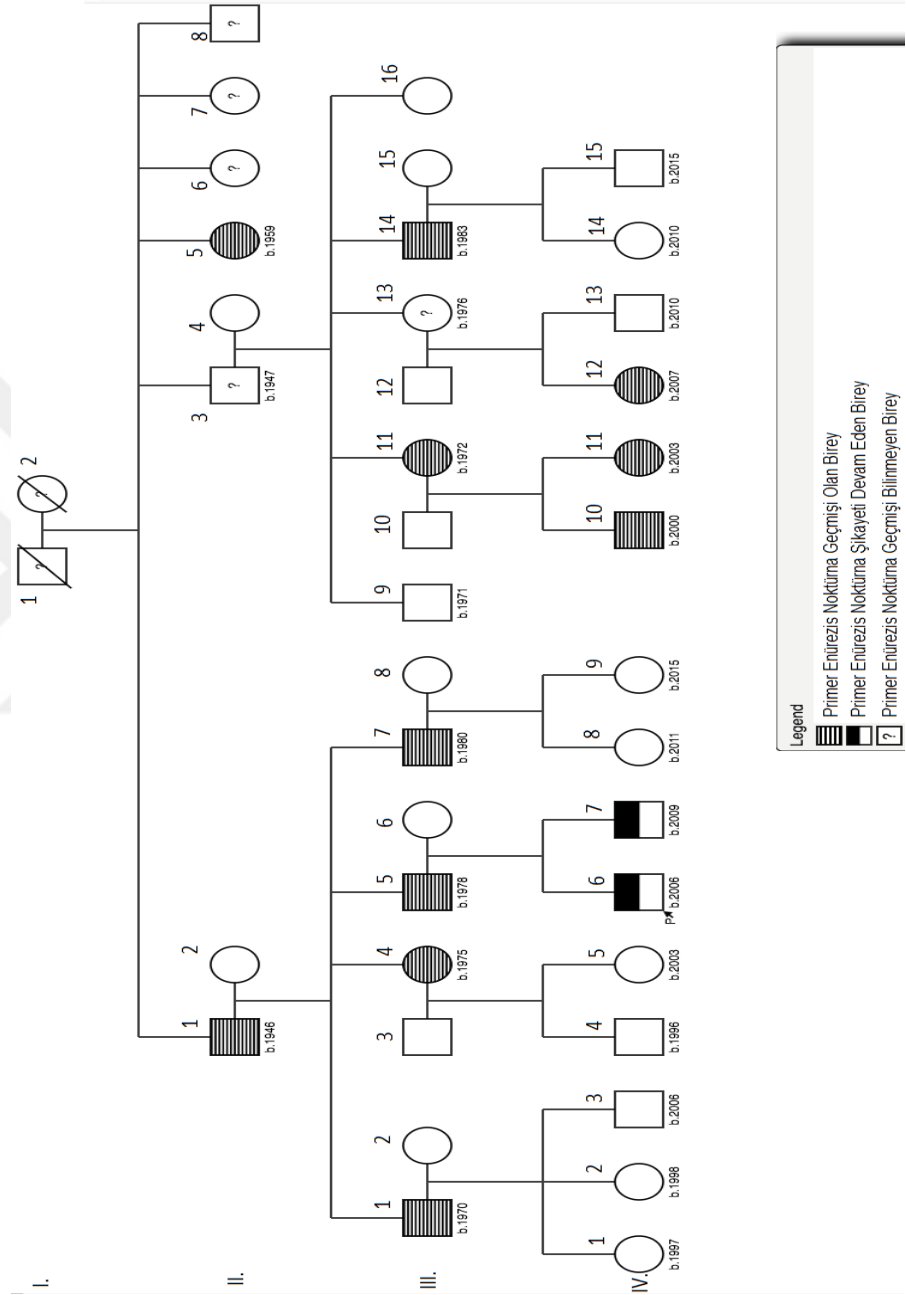 1 2
I. ? ?
1 2 3 4 5 6 7 8
II. ? ? ? ?
b.1946 b.1947 b.1959
1 2 3 4 5 6 7 8 9 10 11 12 13 14 15 16
III. ?
b.1970 b.1975 b.1978 b.1980 b.1971 b.1972 b.1976 b.1983
1 2 3 4 5 6 7 8 9 10 11 12 13 14 15
IV.
b.1997 b.1998 b.2006 b.1996 b.2003 P b.2006 b.2009 b.2011 b.2015 b.2000 b.2003 b.2007 b.2010 b.2010 b.2015
Legend
Primer Enürezis Noktürna Geçmişi Olan Birey
Primer Enürezis Noktürna Şikayeti Devam Eden Birey
? Primer Enürezis Noktürna Geçmişi Bilinmeyen Birey